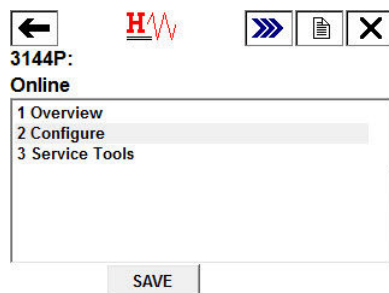 H
3144P:
Online
1 Overview
2 Configure
3 Service Tools
SAVE